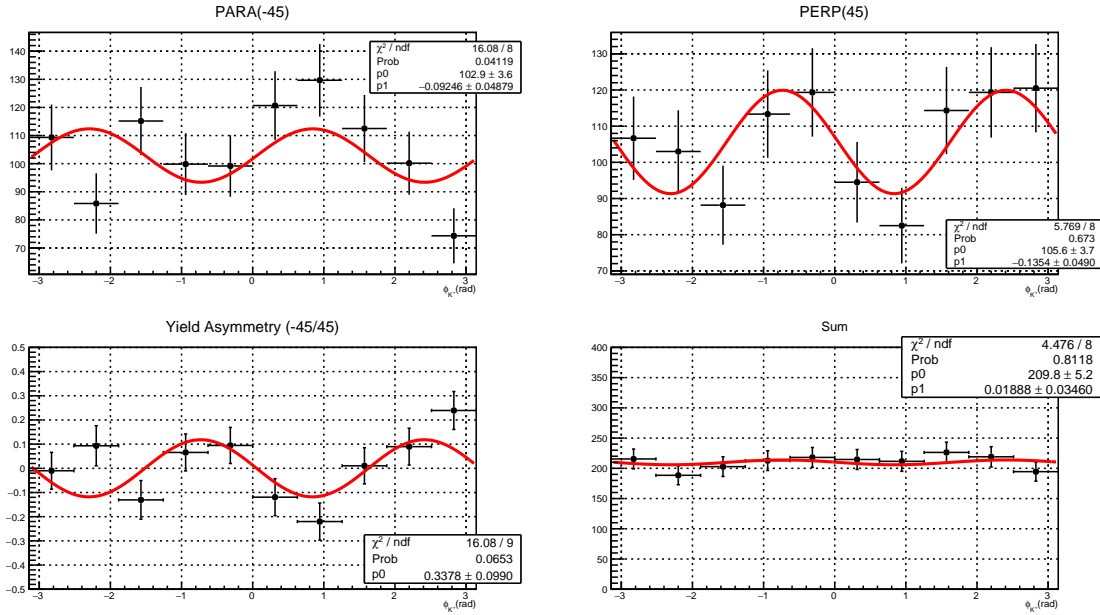 PARA(-45)
χ² / ndf 16.08 / 8
Prob 0.04119
p0 102.9 ± 3.6
p1 −0.09246 ± 0.04879
140
130
120
110
100
90
80
70
−3 −2 −1 0 1 2 3
ϕK⁺(rad)
PERP(45)
130
120
110
100
90
80
70
χ² / ndf 5.769 / 8
Prob 0.673
p0 105.6 ± 3.7
p1 −0.1354 ± 0.0490
−3 −2 −1 0 1 2 3
ϕK⁺(rad)
Yield Asymmetry (-45/45)
0.5
0.4
0.3
0.2
0.1
0
−0.1
−0.2
−0.3
−0.4
−0.5
χ² / ndf 16.08 / 9
Prob 0.0653
p0 0.3378 ± 0.0990
−3 −2 −1 0 1 2 3
ϕK⁺(rad)
Sum
χ² / ndf 4.476 / 8
Prob 0.8118
p0 209.8 ± 5.2
p1 0.01888 ± 0.03460
400
350
300
250
200
150
100
50
0
−3 −2 −1 0 1 2 3
ϕK⁺(rad)